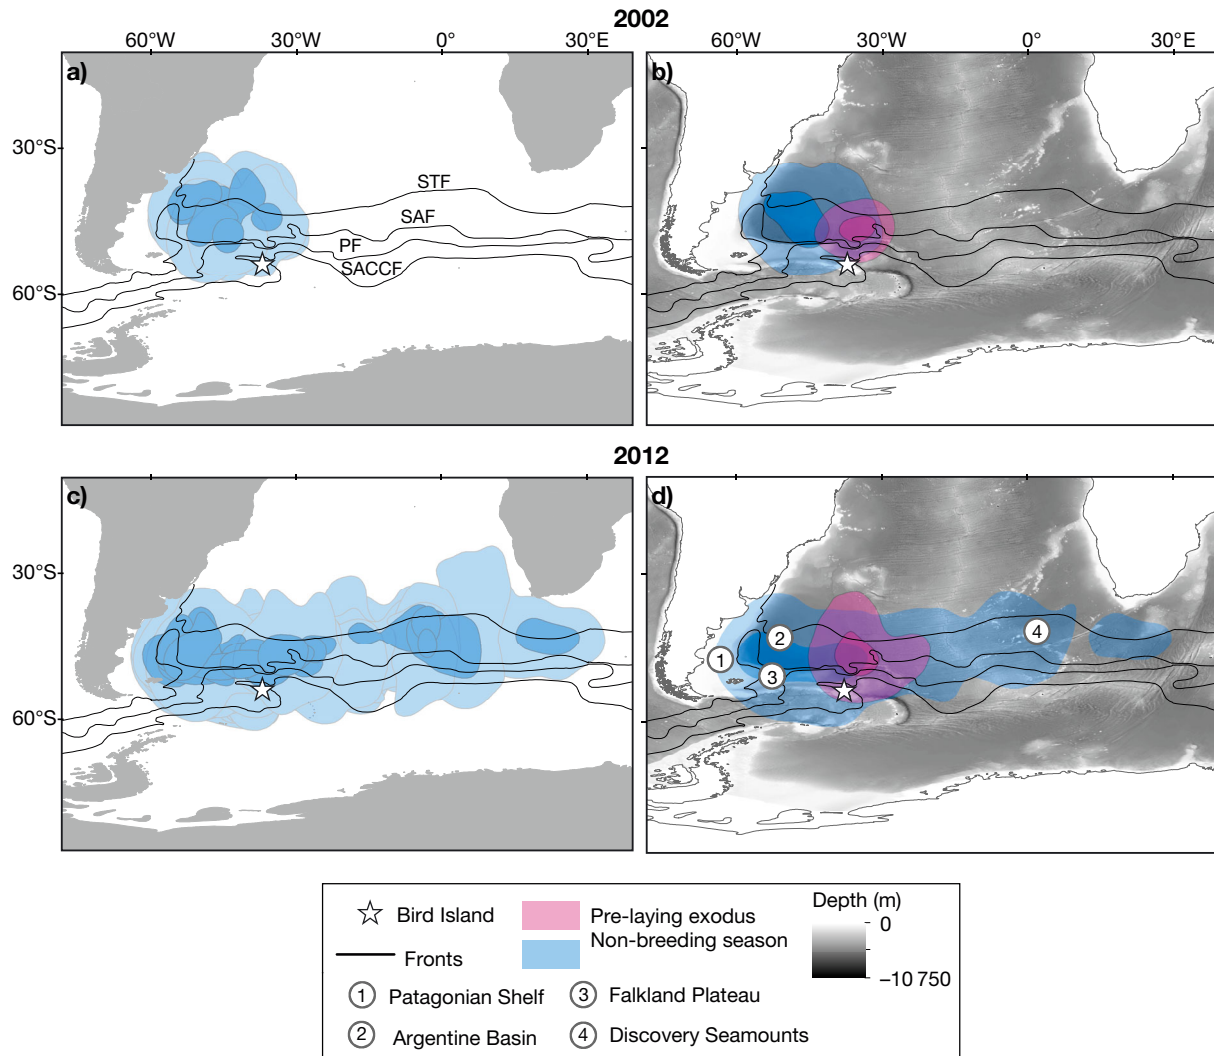 2002
60°W 30°W 0° 30°E 60°W 30°W 0° 30°E
a) b)
30°S
STF
SAF
PF
SACCF
60°S
2012
c) d)
30°S
4
2
1
3
60°S
Bird Island
Fronts
Pre-laying exodus
Non-breeding season
Depth (m)
0
–10 750
1 Patagonian Shelf
3 Falkland Plateau
2 Argentine Basin
4 Discovery Seamounts